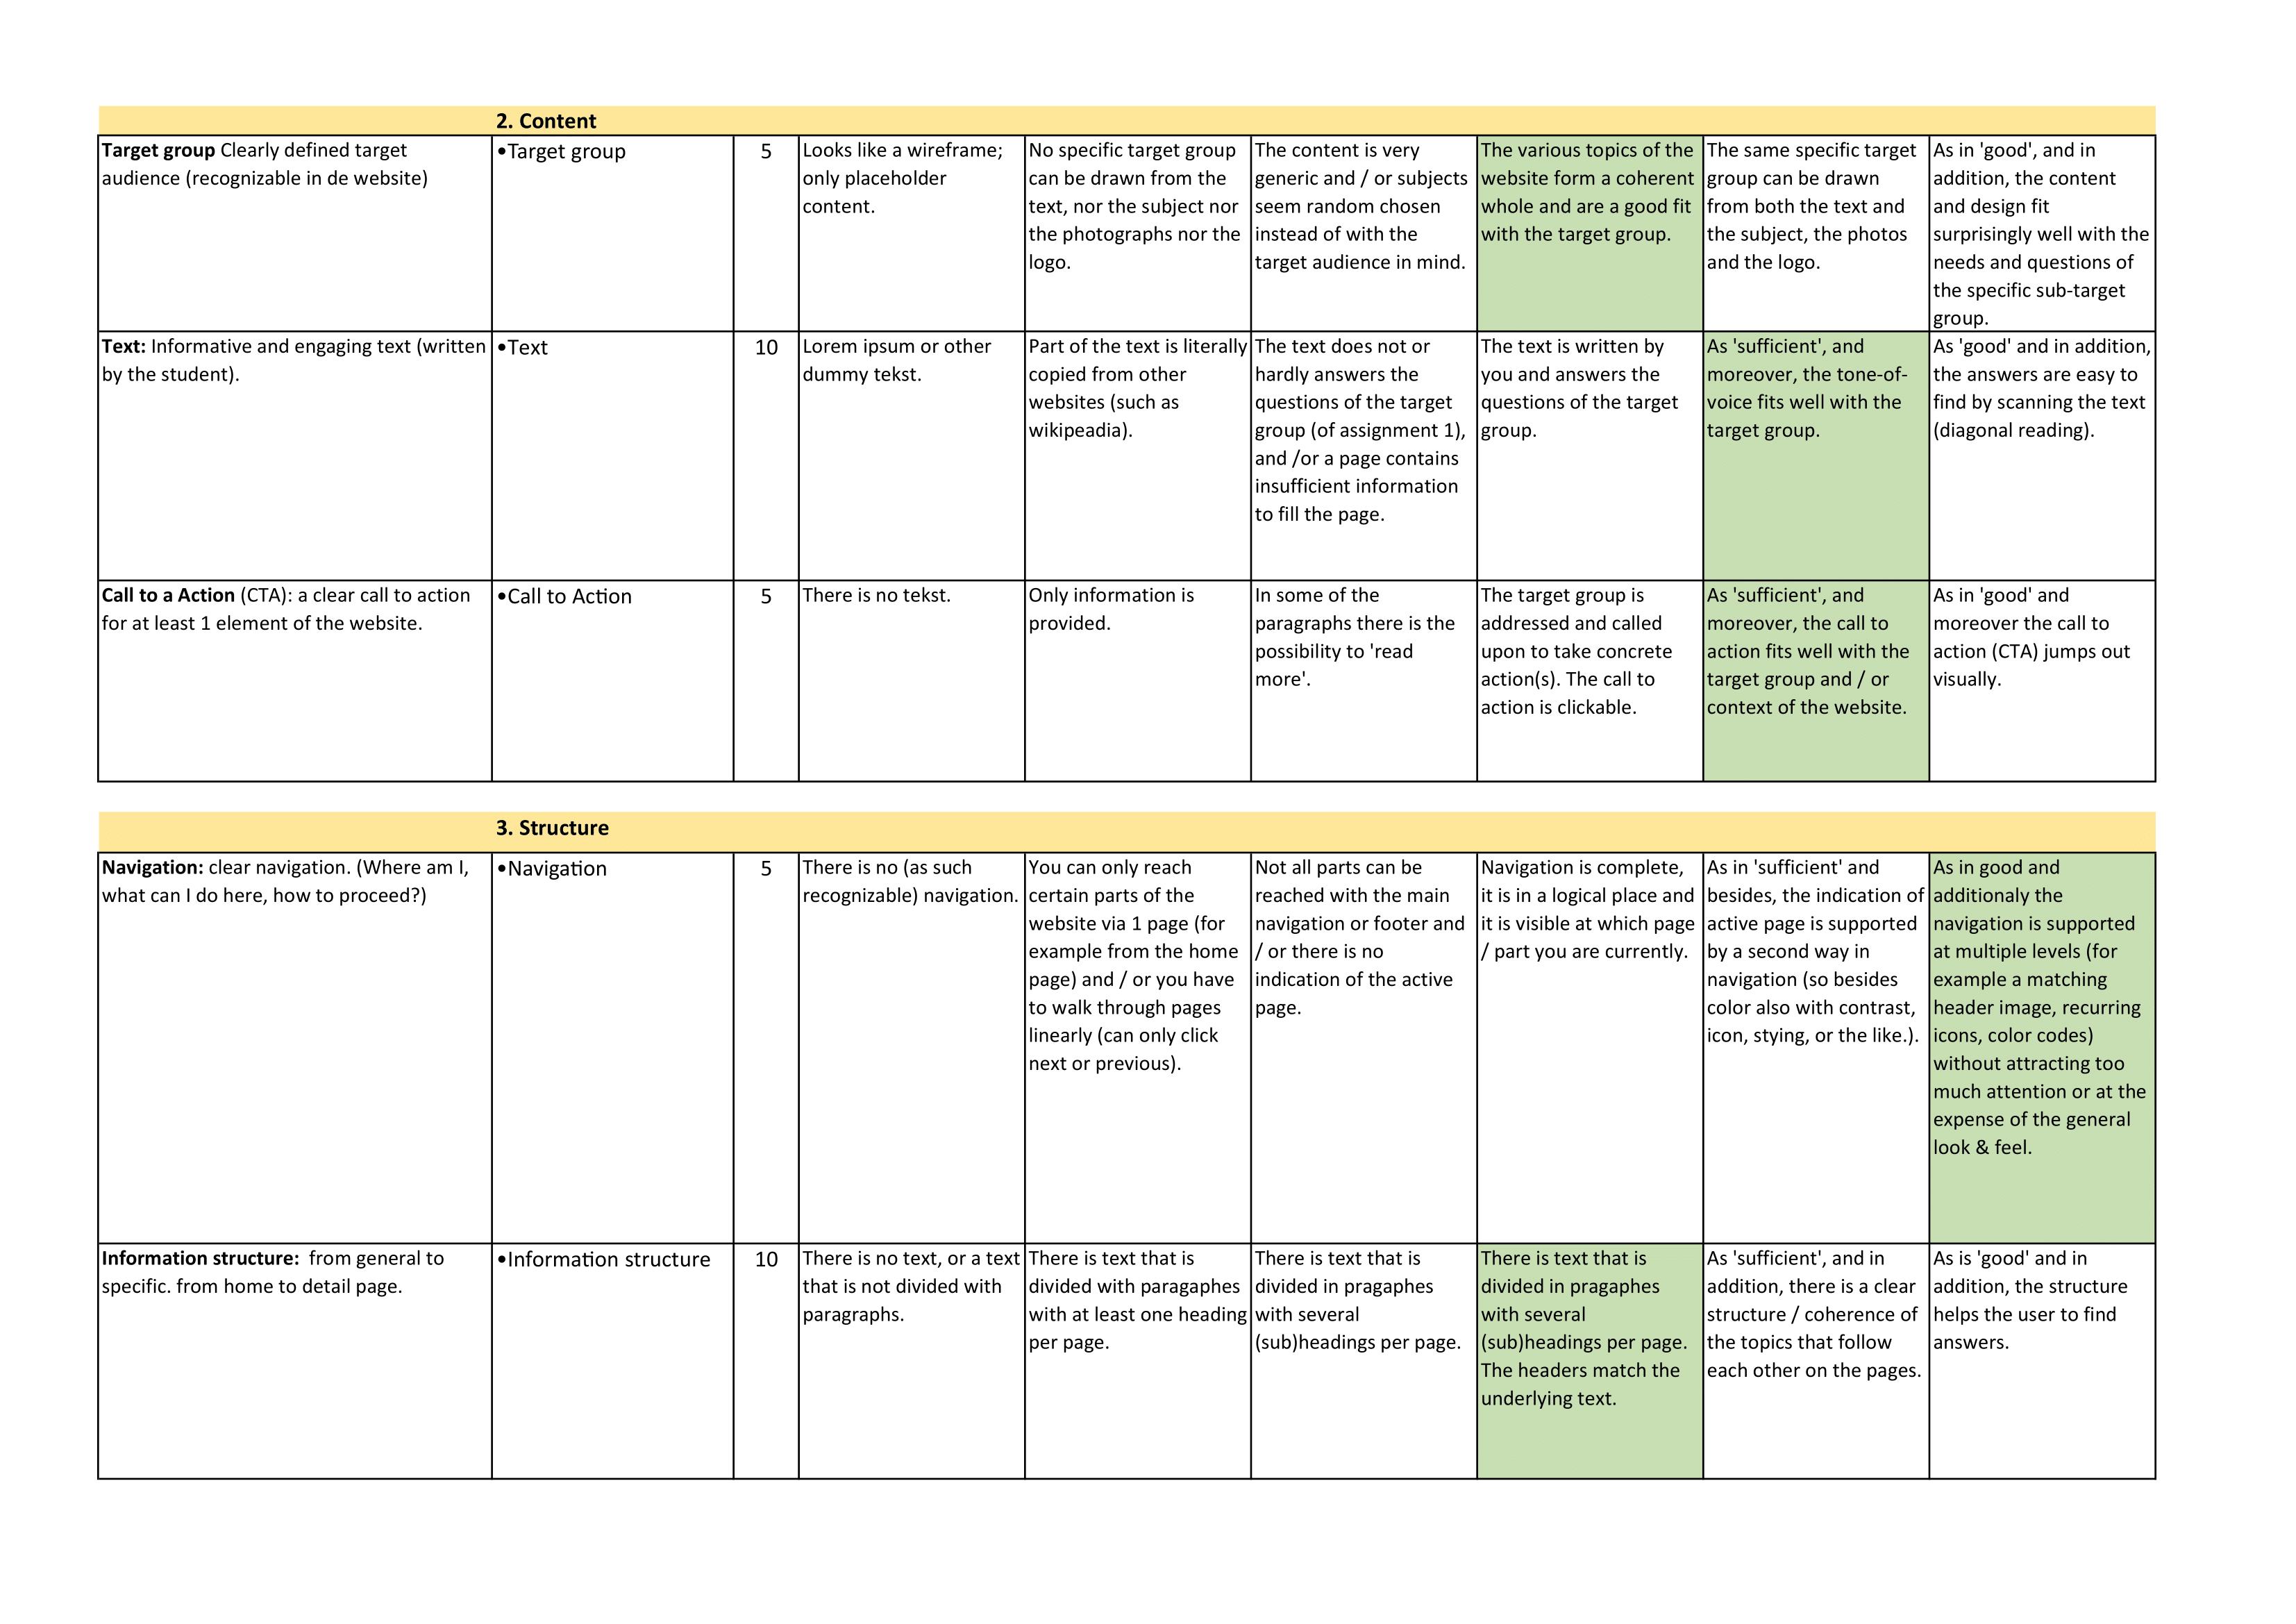 2. Content
Target group Clearly defined target
audience (recognizable in de website)
•Target group
5
Looks like a wireframe;
only placeholder
content.
No specific target group
can be drawn from the
text, nor the subject nor
the photographs nor the
logo.
The content is very
generic and / or subjects
seem random chosen
instead of with the
target audience in mind.
The various topics of the
website form a coherent
whole and are a good fit
with the target group.
The same specific target
group can be drawn
from both the text and
the subject, the photos
and the logo.
As in 'good', and in
addition, the content
and design fit
surprisingly well with the
needs and questions of
the specific sub-target
group.
Text: Informative and engaging text (written
by the student).
•Text
10
Lorem ipsum or other
dummy tekst.
Part of the text is literally
copied from other
websites (such as
wikipeadia).
The text does not or
hardly answers the
questions of the target
group (of assignment 1),
and /or a page contains
insufficient information
to fill the page.
The text is written by
you and answers the
questions of the target
group.
As 'sufficient', and
moreover, the tone-of-
voice fits well with the
target group.
As 'good' and in addition,
the answers are easy to
find by scanning the text
(diagonal reading).
Call to a Action (CTA): a clear call to action
for at least 1 element of the website.
•Call to Action
5
There is no tekst.
Only information is
provided.
In some of the
paragraphs there is the
possibility to 'read
more'.
The target group is
addressed and called
upon to take concrete
action(s). The call to
action is clickable.
As 'sufficient', and
moreover, the call to
action fits well with the
target group and / or
context of the website.
As in 'good' and
moreover the call to
action (CTA) jumps out
visually.
3. Structure
Navigation: clear navigation. (Where am I,
what can I do here, how to proceed?)
•Navigation
5
There is no (as such
recognizable) navigation.
You can only reach
certain parts of the
website via 1 page (for
example from the home
page) and / or you have
to walk through pages
linearly (can only click
next or previous).
Not all parts can be
reached with the main
navigation or footer and
/ or there is no
indication of the active
page.
Navigation is complete,
it is in a logical place and
it is visible at which page
/ part you are currently.
As in 'sufficient' and
besides, the indication of
active page is supported
by a second way in
navigation (so besides
color also with contrast,
icon, stying, or the like.).
As in good and
additionaly the
navigation is supported
at multiple levels (for
example a matching
header image, recurring
icons, color codes)
without attracting too
much attention or at the
expense of the general
look & feel.
Information structure:  from general to
specific. from home to detail page.
•Information structure
10
There is no text, or a text
that is not divided with
paragraphs.
There is text that is
divided with paragaphes
with at least one heading
per page.
There is text that is
divided in pragaphes
with several
(sub)headings per page.
There is text that is
divided in pragaphes
with several
(sub)headings per page.
The headers match the
underlying text.
As 'sufficient', and in
addition, there is a clear
structure / coherence of
the topics that follow
each other on the pages.
As is 'good' and in
addition, the structure
helps the user to find
answers.